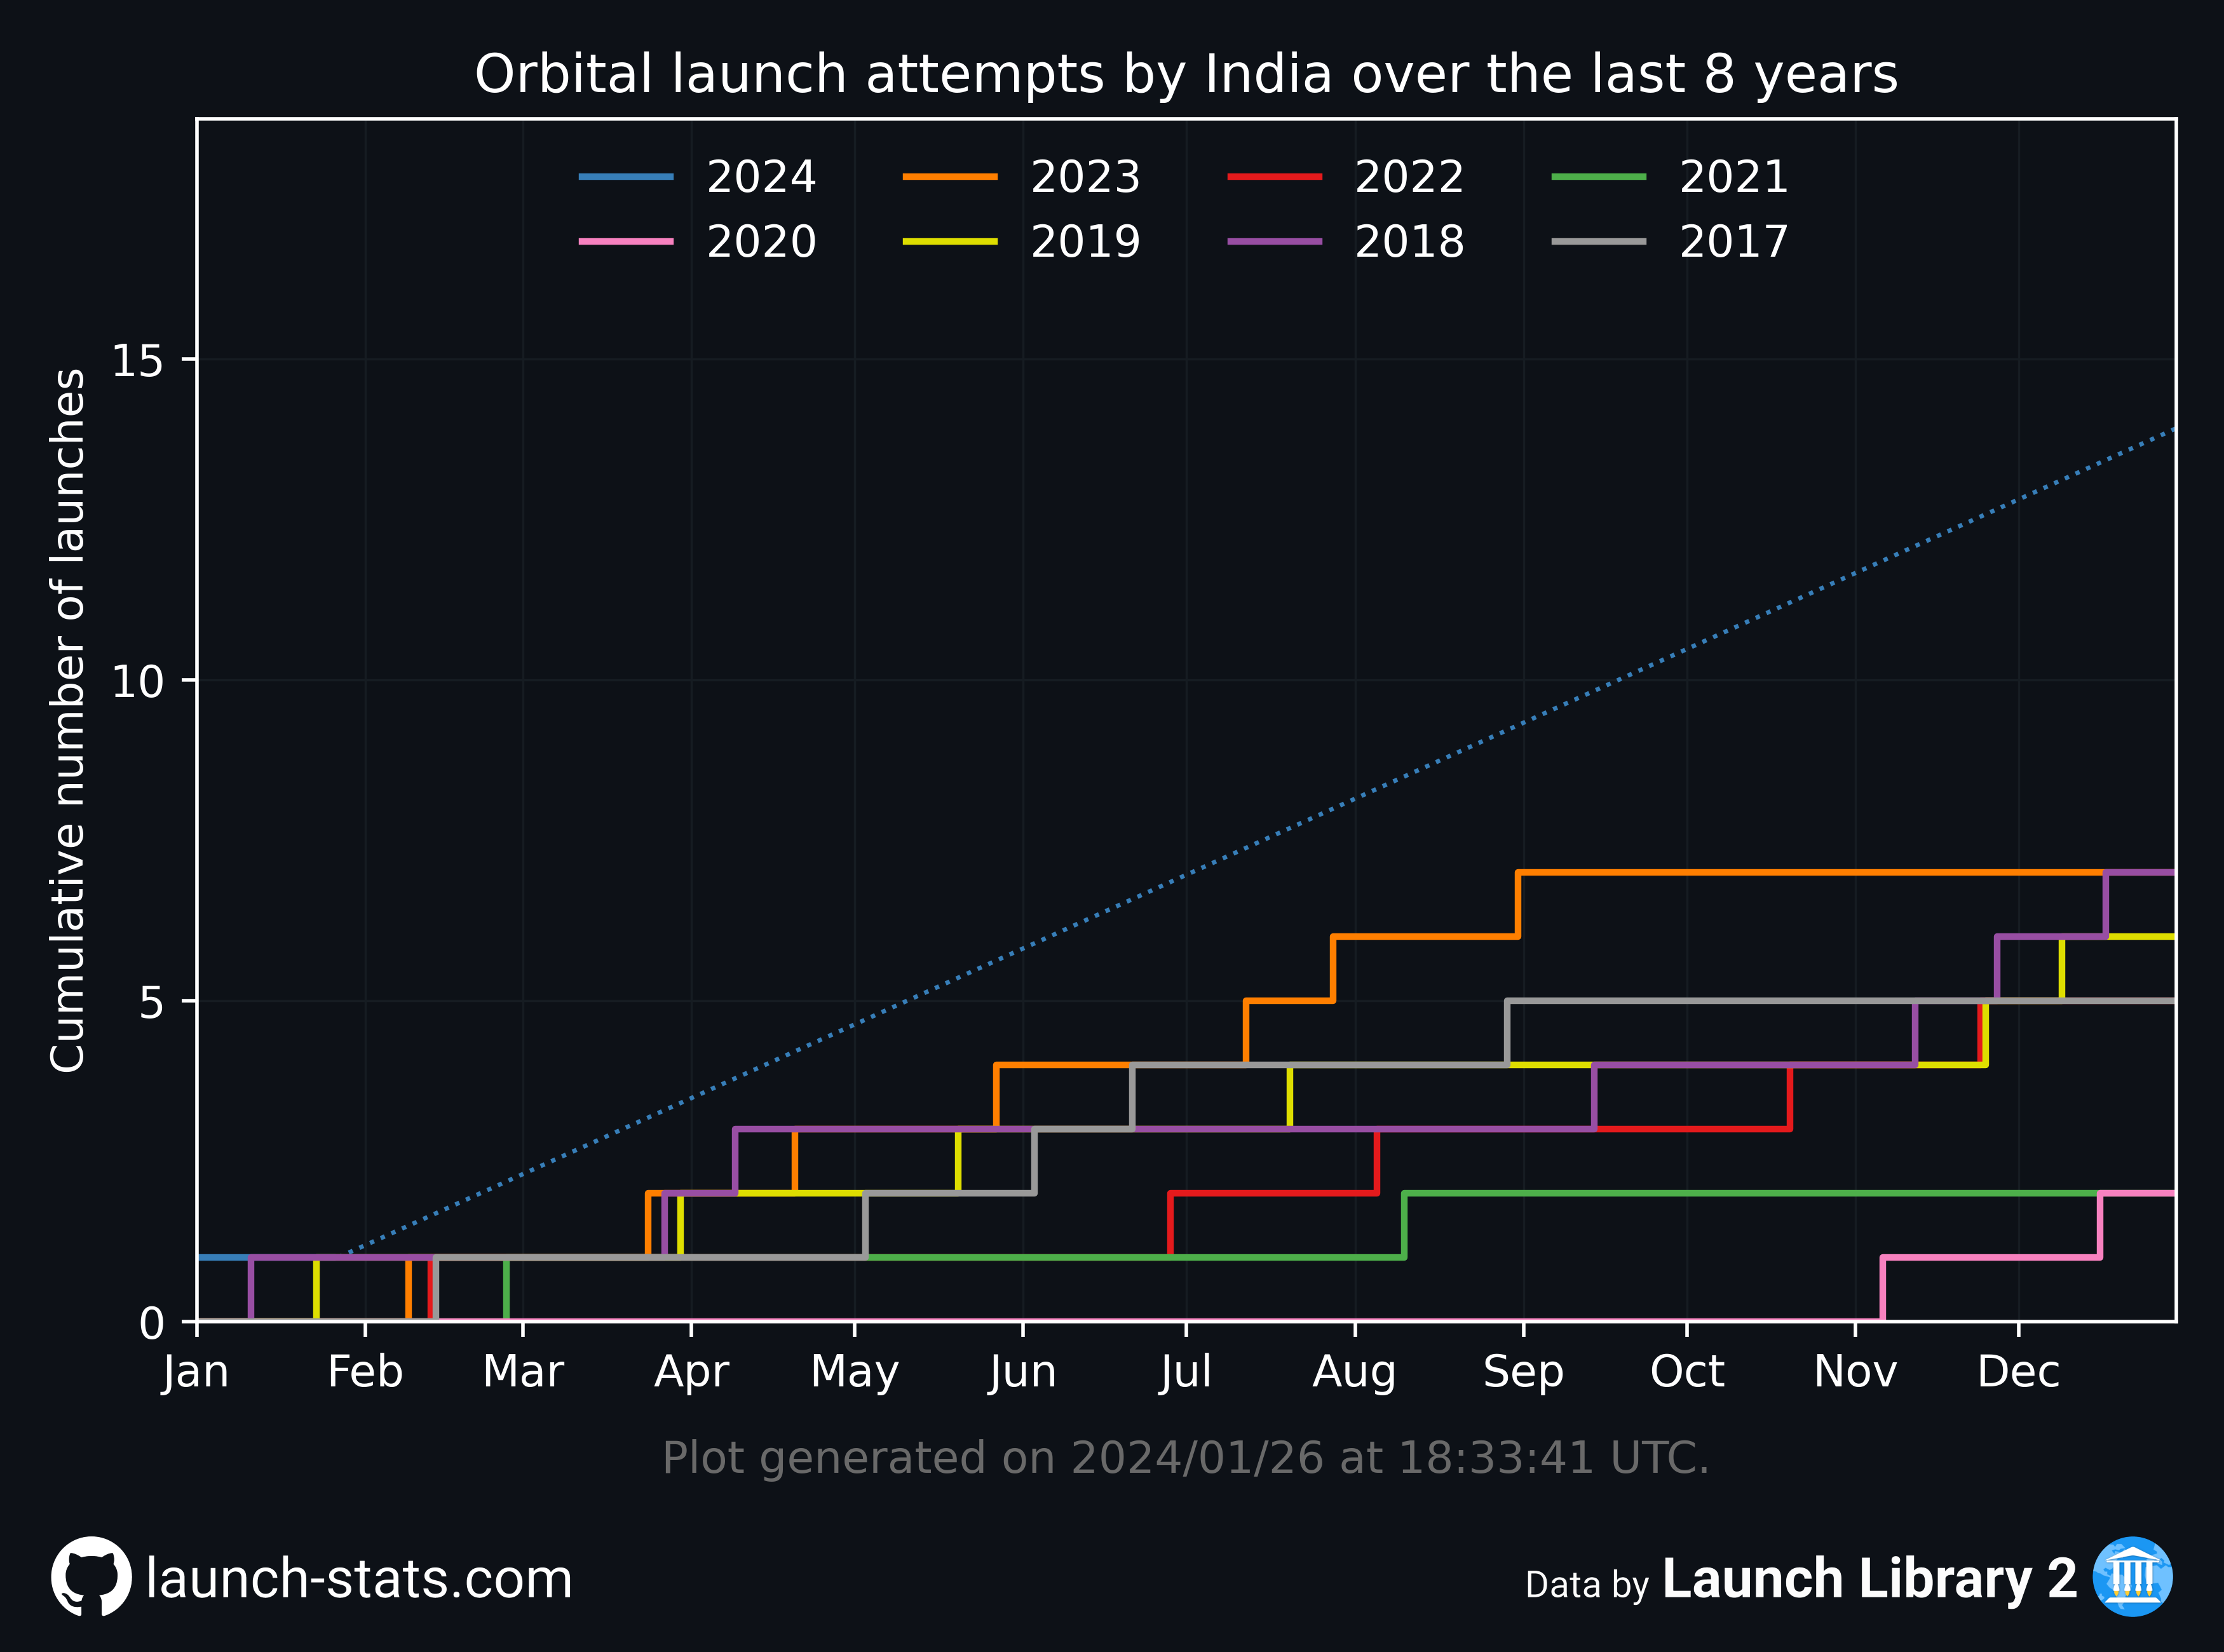 Orbital launch attempts by India over the last 8 years
2024 2023 2022 2021
2020 2019 2018 2017
Cumulative number of launches
15
10
5
0
Jan Feb Mar Apr May Jun Jul Aug Sep Oct Nov Dec
Plot generated on 2024/01/26 at 18:33:41 UTC.
launch-stats.com
Data by Launch Library 2